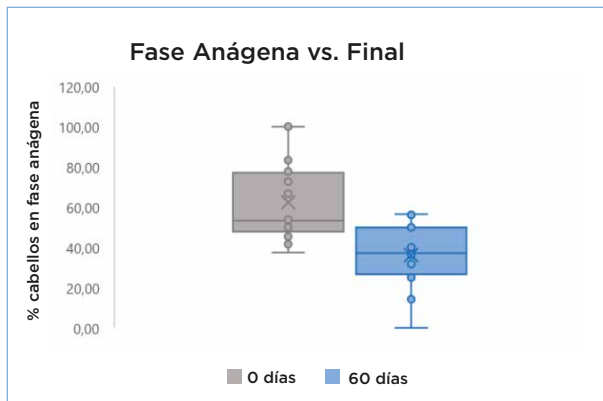 Fase Anágena vs. Final
% cabellos en fase anágena
120,00
100,00
80,00
60,00
40,00
20,00
0,00
0 días
60 días